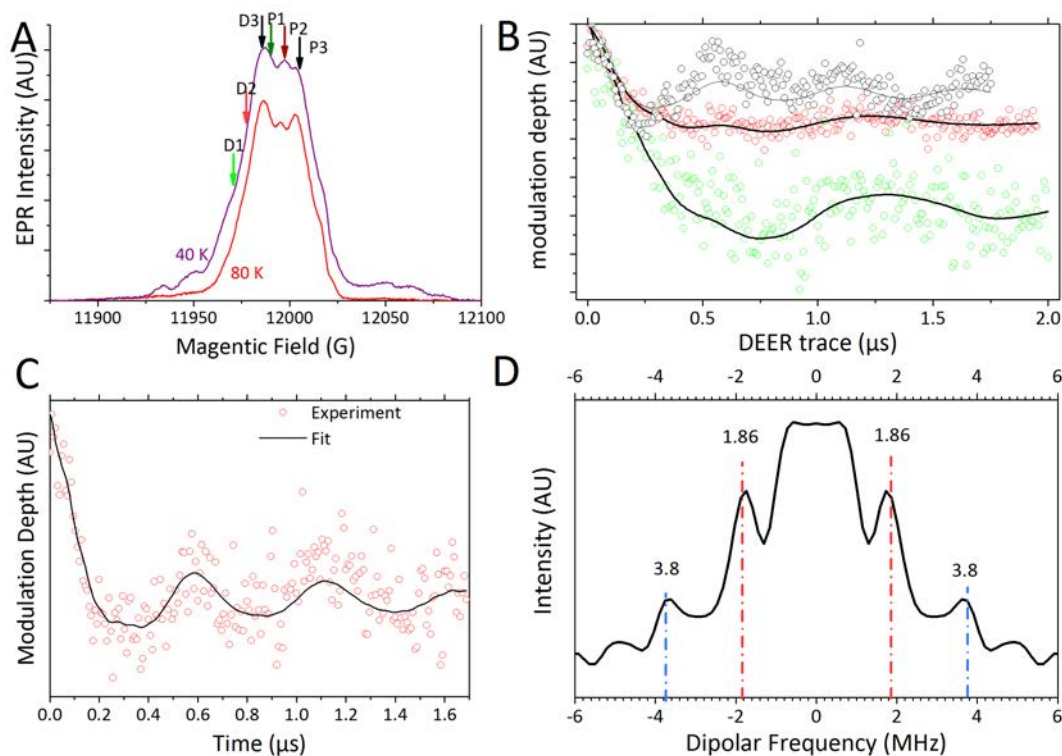 A
D3
P1
P2
P3
D2
D1
40 K
80 K
EPR Intensity (AU)
11900
11950
12000
12050
12100
Magentic Field (G)
B
modulation depth (AU)
0.0
0.5
1.0
1.5
2.0
DEER trace (μs)
C
Experiment
Fit
Modulation Depth (AU)
0.0
0.2
0.4
0.6
0.8
1.0
1.2
1.4
1.6
Time (μs)
D
-6
-4
-2
0
2
4
6
1.86
1.86
3.8
3.8
Intensity (AU)
-6
-4
-2
0
2
4
6
Dipolar Frequency (MHz)